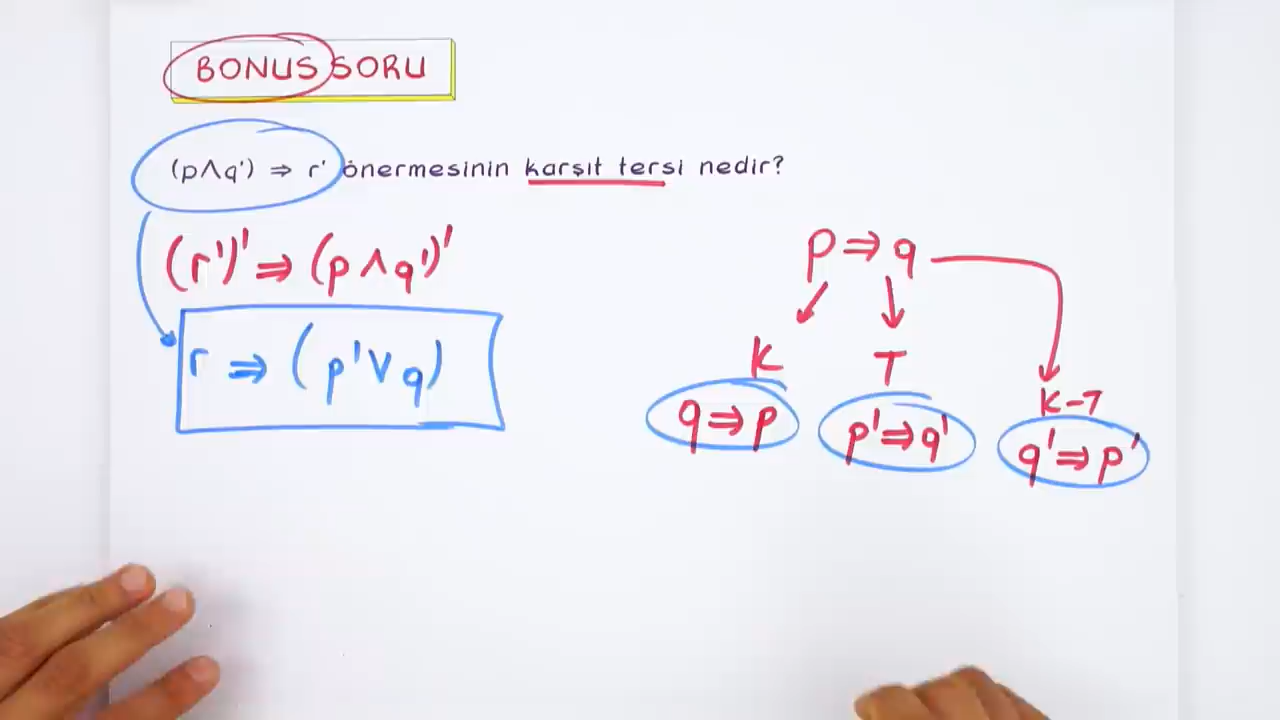 BONUS SORU
(p∧q') ⇒ r' önermesinin karşıt tersi nedir?
(r')' ⇒ (p∧q')'
r ⇒ (p'∨q)
p⇒q
K
T
K-T
q⇒p
p'⇒q'
q'⇒p'